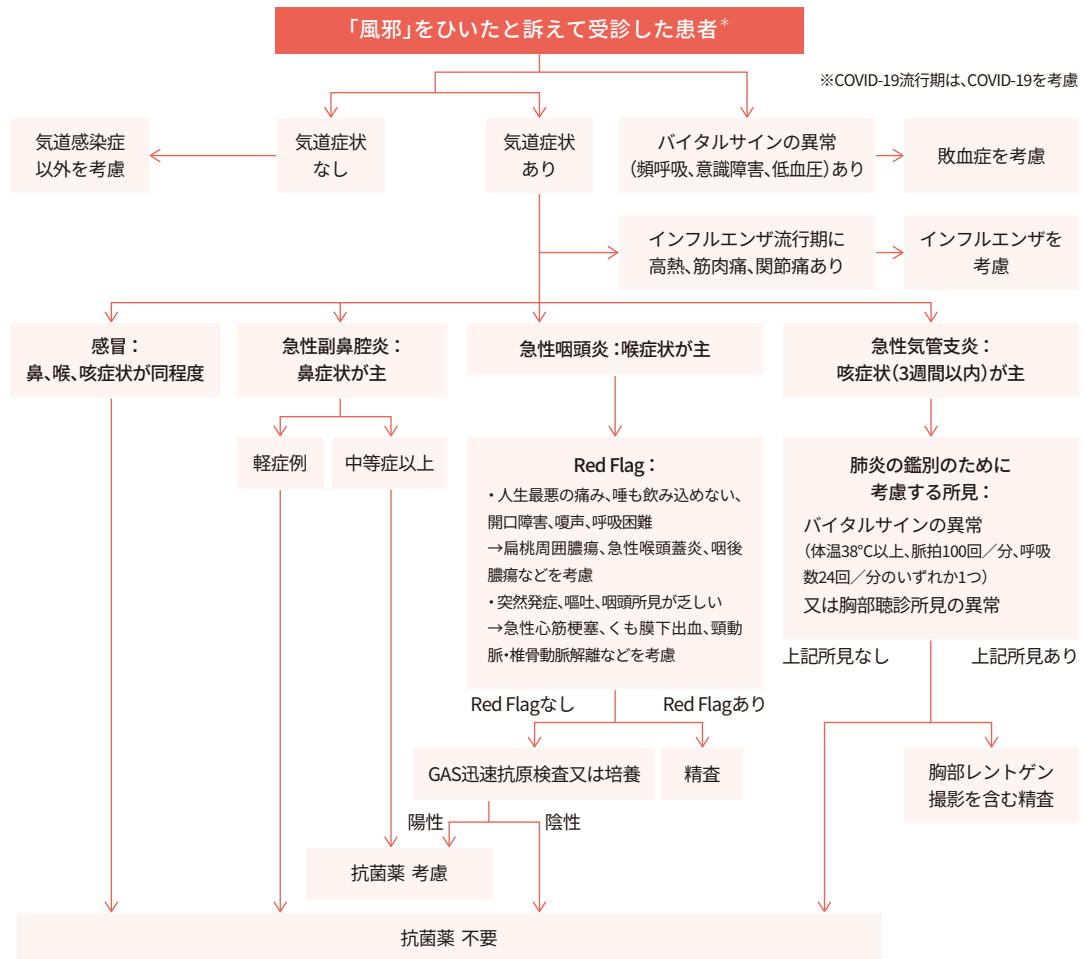 「風邪」をひいたと訴えて受診した患者＊
※COVID-19流行期は、COVID-19を考慮
気道感染症
以外を考慮
気道症状
なし
気道症状
あり
バイタルサインの異常
（頻呼吸、意識障害、低血圧）あり
敗血症を考慮
インフルエンザ流行期に
高熱、筋肉痛、関節痛あり
インフルエンザを
考慮
感冒：
鼻、喉、咳症状が同程度
急性副鼻腔炎：
鼻症状が主
急性咽頭炎：喉症状が主
急性気管支炎：
咳症状（3週間以内）が主
軽症例
中等症以上
Red Flag：
・人生最悪の痛み、唾も飲み込めない、
開口障害、嗄声、呼吸困難
→扁桃周囲膿瘍、急性喉頭蓋炎、咽後
膿瘍などを考慮
・突然発症、嘔吐、咽頭所見が乏しい
→急性心筋梗塞、くも膜下出血、頸動
脈・椎骨動脈解離などを考慮
肺炎の鑑別のために
考慮する所見：
バイタルサインの異常
（体温38℃以上、脈拍100回／分、呼吸
数24回／分のいずれか1つ）
又は胸部聴診所見の異常
上記所見なし
上記所見あり
Red Flagなし
Red Flagあり
GAS迅速抗原検査又は培養
精査
胸部レントゲン
撮影を含む精査
陽性
陰性
抗菌薬 考慮
抗菌薬 不要